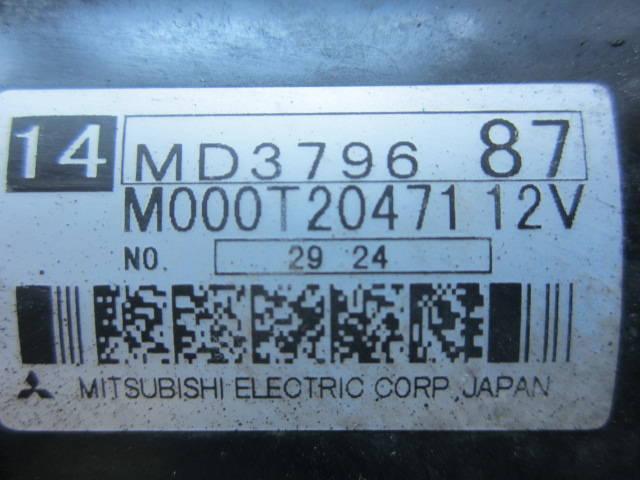 14 MD3796 87
M000T20471 12V
NO. 29 24
MITSUBISHI ELECTRIC CORP. JAPAN